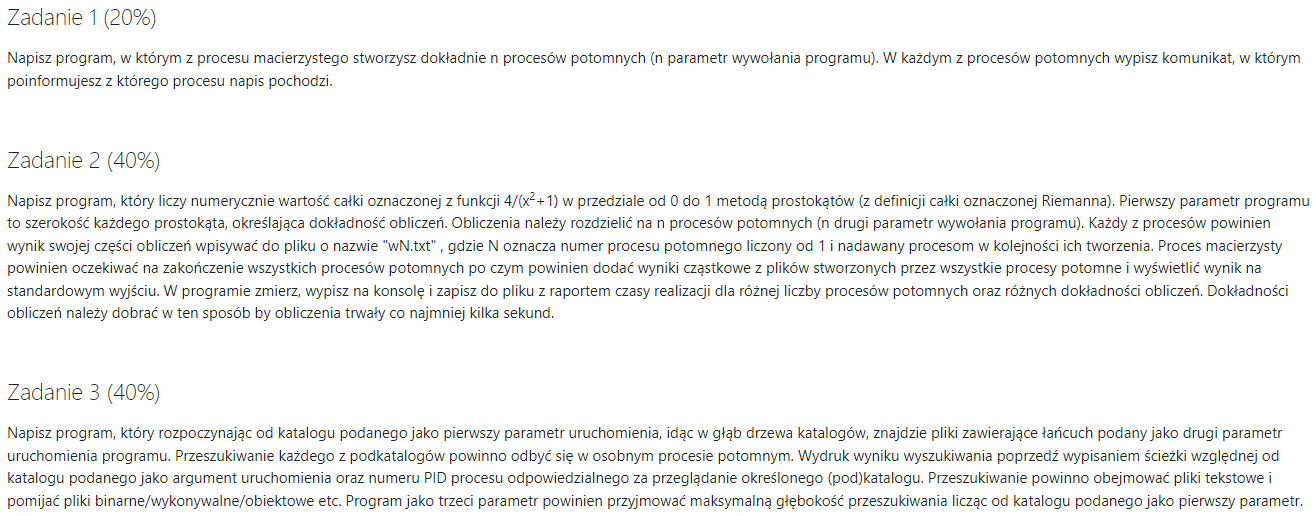 Zadanie 1 (20%)
Napisz program, w którym z procesu macierzystego stworzysz dokładnie n procesów potomnych (n parametr wywołania programu). W każdym z procesów potomnych wypisz komunikat, w którym
poinformujesz z którego procesu napis pochodzi.
Zadanie 2 (40%)
Napisz program, który liczy numerycznie wartość całki oznaczonej z funkcji 4/(x²+1) w przedziale od 0 do 1 metodą prostokątów (z definicji całki oznaczonej Riemanna). Pierwszy parametr programu
to szerokość każdego prostokąta, określająca dokładność obliczeń. Obliczenia należy rozdzielić na n procesów potomnych (n drugi parametr wywołania programu). Każdy z procesów powinien
wynik swojej części obliczeń wpisywać do pliku o nazwie "wN.txt" , gdzie N oznacza numer procesu potomnego liczony od 1 i nadawany procesom w kolejności ich tworzenia. Proces macierzysty
powinien oczekiwać na zakończenie wszystkich procesów potomnych po czym powinien dodać wyniki cząstkowe z plików stworzonych przez wszystkie procesy potomne i wyświetlić wynik na
standardowym wyjściu. W programie zmierz, wypisz na konsolę i zapisz do pliku z raportem czasy realizacji dla różnej liczby procesów potomnych oraz różnych dokładności obliczeń. Dokładności
obliczeń należy dobrać w ten sposób by obliczenia trwały co najmniej kilka sekund.
Zadanie 3 (40%)
Napisz program, który rozpoczynając od katalogu podanego jako pierwszy parametr uruchomienia, idąc w głąb drzewa katalogów, znajdzie pliki zawierające łańcuch podany jako drugi parametr
uruchomienia programu. Przeszukiwanie każdego z podkatalogów powinno odbyć się w osobnym procesie potomnym. Wydruk wyniku wyszukiwania poprzedź wypisaniem ścieżki względnej od
katalogu podanego jako argument uruchomienia oraz numeru PID procesu odpowiedzialnego za przeglądanie określonego (pod)katalogu. Przeszukiwanie powinno obejmować pliki tekstowe i
pomijać pliki binarne/wykonywalne/obiektowe etc. Program jako trzeci parametr powinien przyjmować maksymalną głębokość przeszukiwania licząc od katalogu podanego jako pierwszy parametr.